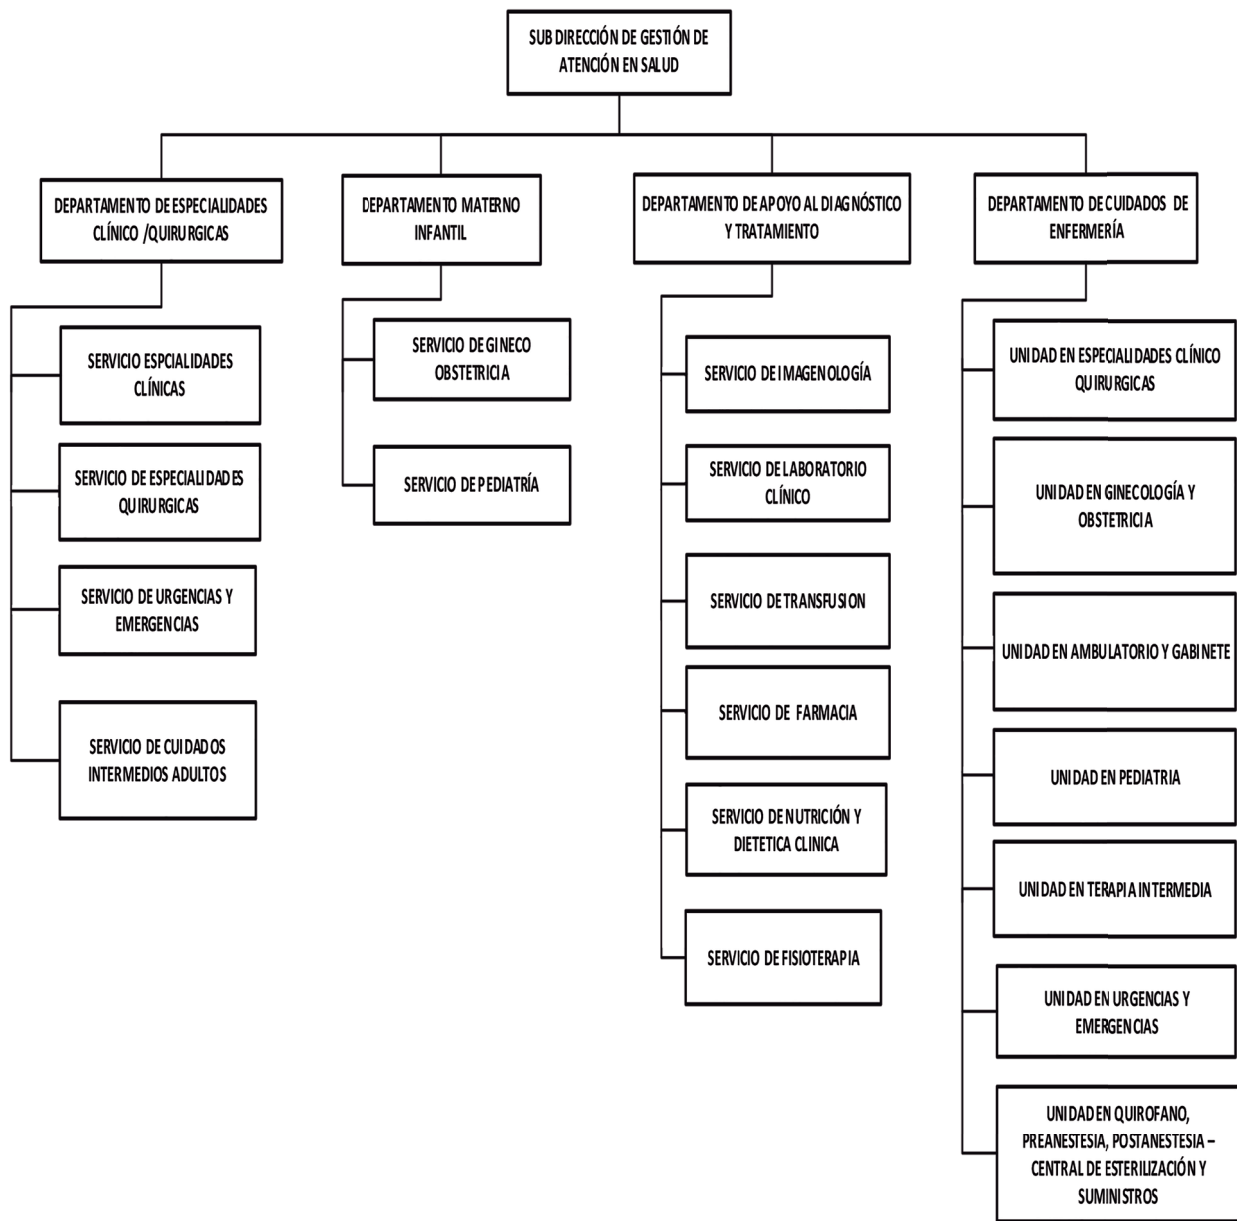 SUB DIRECCIÓN DE GESTIÓN DE
ATENCIÓN EN SALUD
DEPARTAMENTO DE ESPECIALIDADES
CLÍNICO /QUIRURGICAS
SERVICIO ESPCIALIDADES
CLÍNICAS
SERVICIO DE ESPECIALIDADES
QUIRURGICAS
SERVICIO DE URGENCIAS Y
EMERGENCIAS
SERVICIO DE CUIDADOS
INTERMEDIOS ADULTOS
DEPARTAMENTO MATERNO
INFANTIL
SERVICIO DE GINECO
OBSTETRICIA
SERVICIO DE PEDIATRÍA
DEPARTAMENTO DE APOYO AL DIAGNÓSTICO
Y TRATAMIENTO
SERVICIO DE IMAGENOLOGÍA
SERVICIO DE LABORATORIO
CLÍNICO
SERVICIO DE TRANSFUSION
SERVICIO DE FARMACIA
SERVICIO DE NUTRICIÓN Y
DIETETICA CLINICA
SERVICIO DE FISIOTERAPIA
DEPARTAMENTO DE CUIDADOS DE
ENFERMERÍA
UNIDAD EN ESPECIALIDADES CLÍNICO
QUIRURGICAS
UNIDAD EN GINECOLOGÍA Y
OBSTETRICIA
UNIDAD EN AMBULATORIO Y GABINETE
UNIDAD EN PEDIATRIA
UNIDAD EN TERAPIA INTERMEDIA
UNIDAD EN URGENCIAS Y
EMERGENCIAS
UNIDAD EN QUIROFANO,
PREANESTESIA, POSTANESTESIA –
CENTRAL DE ESTERILIZACIÓN Y
SUMINISTROS